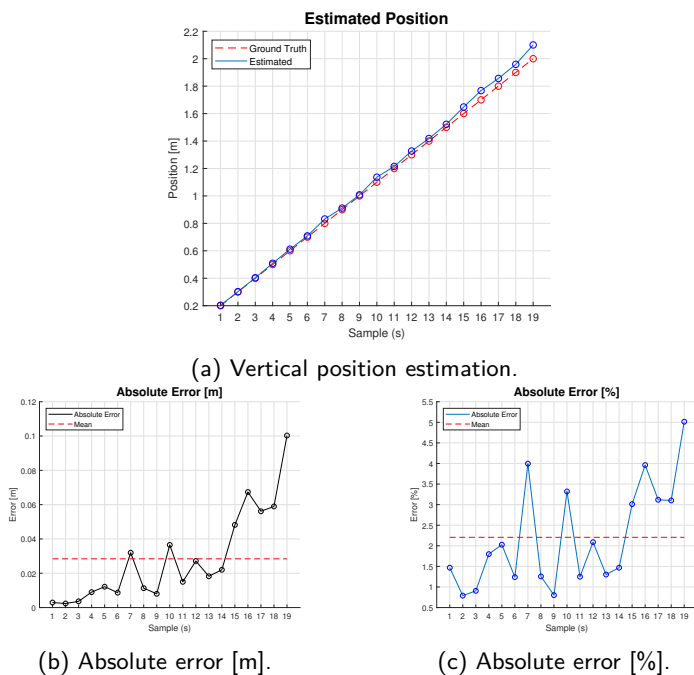 Estimated Position
Ground Truth
Estimated
Position [m]
2.2
2
1.8
1.6
1.4
1.2
1
0.8
0.6
0.4
0.2
1 2 3 4 5 6 7 8 9 10 11 12 13 14 15 16 17 18 19
Sample (s)
(a) Vertical position estimation.
Absolute Error [m]
Absolute Error
Mean
Error [m]
0.12
0.1
0.08
0.06
0.04
0.02
0
1 2 3 4 5 6 7 8 9 10 11 12 13 14 15 16 17 18 19
Sample (s)
(b) Absolute error [m].
Absolute Error [%]
Absolute Error
Mean
Error [%]
5.5
5
4.5
4
3.5
3
2.5
2
1.5
1
0.5
1 2 3 4 5 6 7 8 9 10 11 12 13 14 15 16 17 18 19
Sample (s)
(c) Absolute error [%].